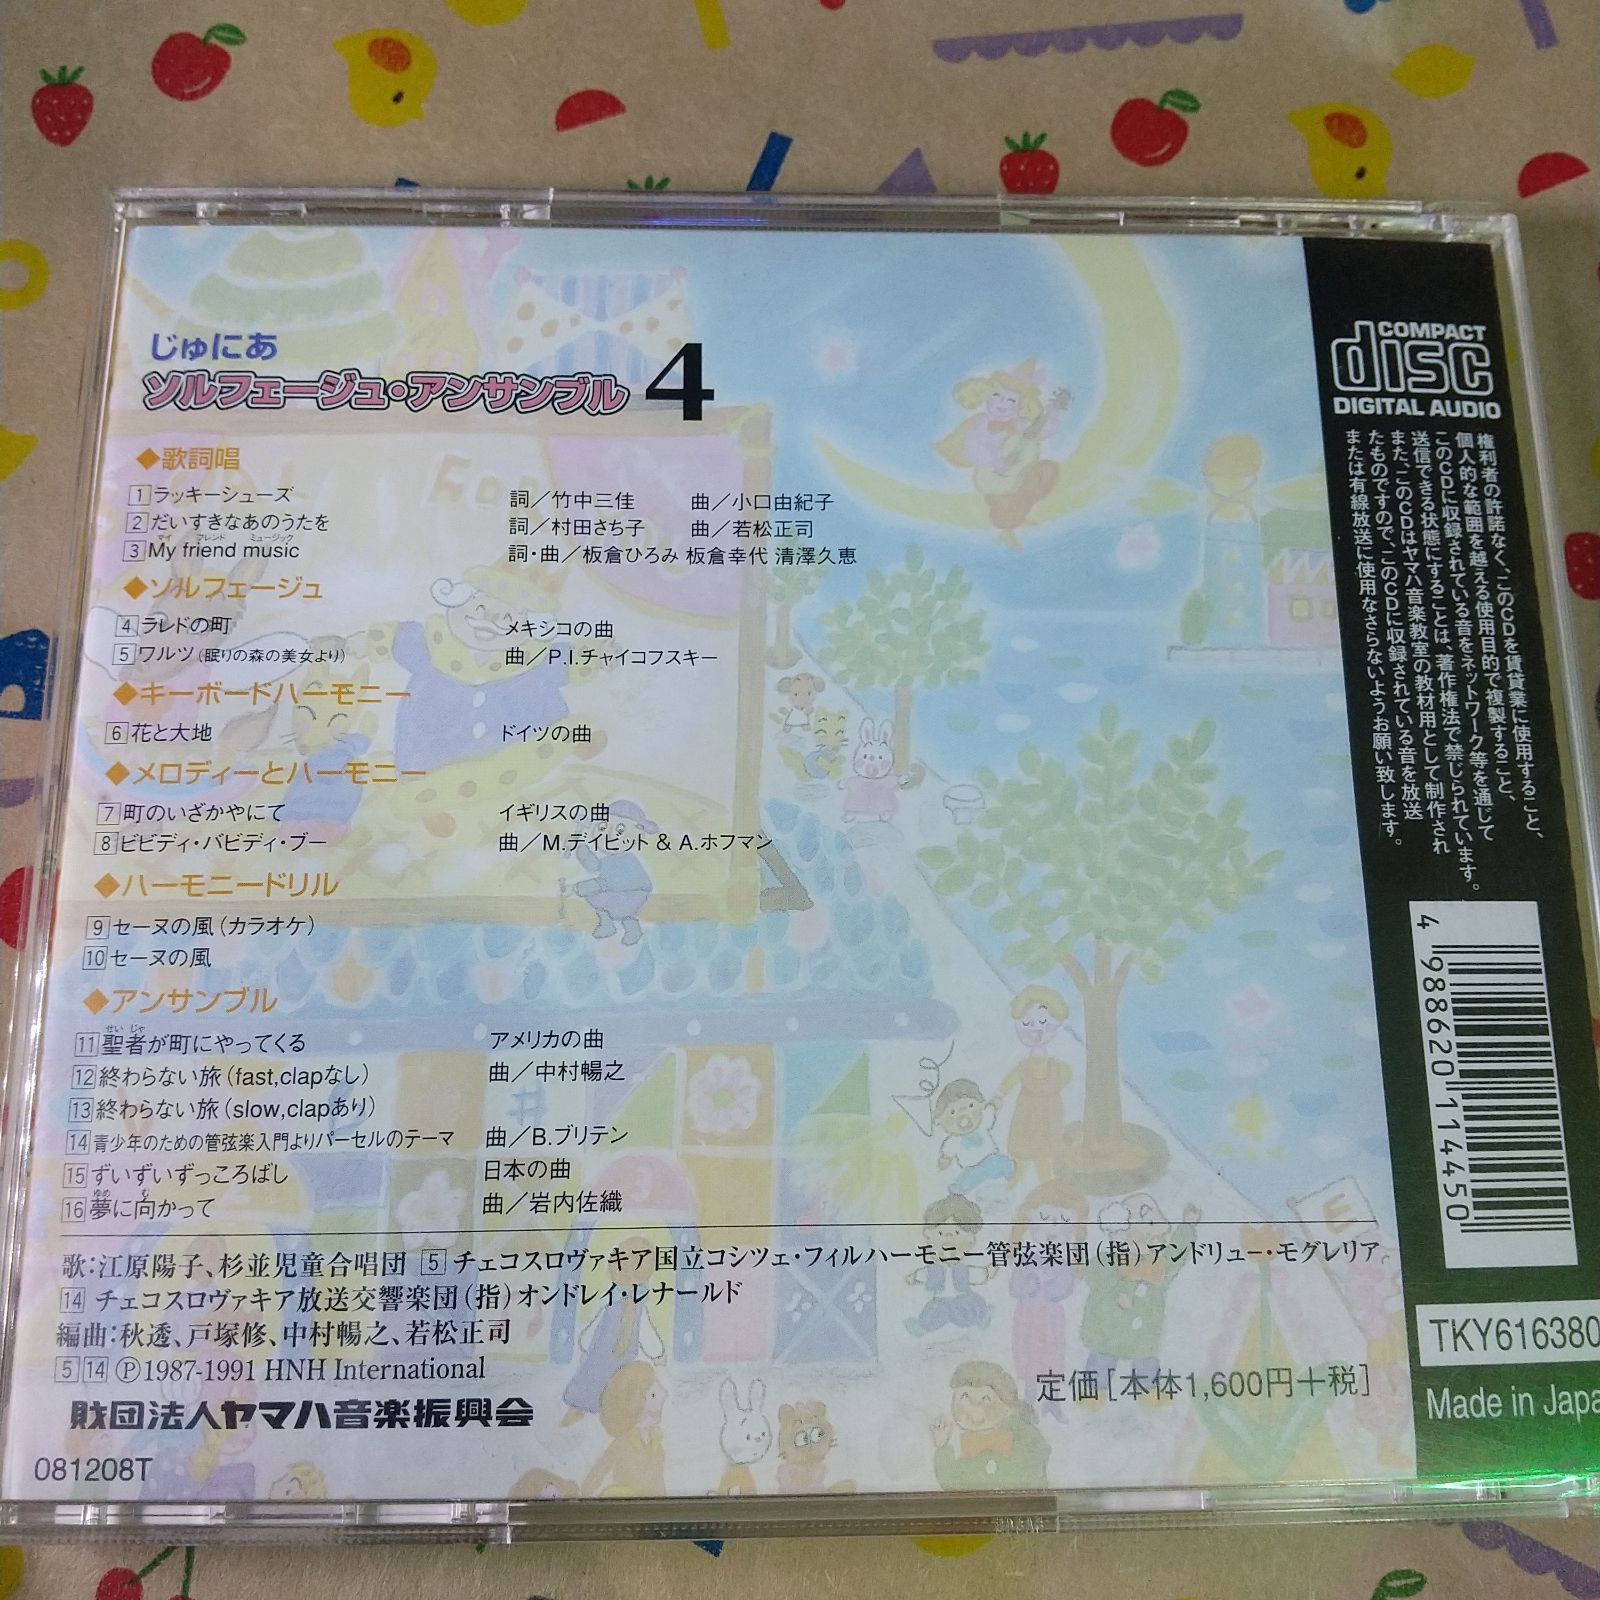 じゅにあ
ソルフェージュ・アンサンブル 4
◆歌詞唱
1 ラッキーシューズ 詞／竹中三佳 曲／小口由紀子
2 だいすきなあのうたを 詞／村田さち子 曲／若松正司
マイ フレンド ミュージック
3 My friend music 詞・曲／板倉ひろみ 板倉幸代 清澤久恵
◆ソルフェージュ
4 ラレドの町 メキシコの曲
5 ワルツ（眠りの森の美女より） 曲／P.I.チャイコフスキー
◆キーボードハーモニー
6 花と大地 ドイツの曲
◆メロディーとハーモニー
7 町のいざかやにて イギリスの曲
8 ビビディ・バビディ・ブー 曲／M.デイビット & A.ホフマン
◆ハーモニードリル
9 セーヌの風（カラオケ）
10 セーヌの風
◆アンサンブル
せいじゃ
11 聖者が町にやってくる アメリカの曲
12 終わらない旅（fast,clapなし） 曲／中村暢之
13 終わらない旅（slow,clapあり）
14 青少年のための管弦楽入門よりパーセルのテーマ 曲／B.ブリテン
15 ずいずいずっころばし 日本の曲
ゆめ む
16 夢に向かって 曲／岩内佐織
歌：江原陽子、杉並児童合唱団 5 チェコスロヴァキア国立コシツェ・フィルハーモニー管弦楽団（指）アンドリュー・モグレリア
14 チェコスロヴァキア放送交響楽団（指）オンドレイ・レナールド
編曲：秋透、戸塚修、中村暢之、若松正司
5 14 Ⓟ1987-1991 HNH International
財団法人ヤマハ音楽振興会
定価［本体1,600円＋税］
081208T
COMPACT
disc
DIGITAL AUDIO
権利者の許諾なく、このCDを賃貸業に使用すること、
個人的な範囲を越える使用目的で複製すること、
このCDに収録されている音をネットワーク等を通じて
送信できる状態にすることは、著作権法で禁じられています。
また、このCDはヤマハ音楽教室の教材用として制作され
たものですので、このCDに収録されている音を放送
または有線放送に使用なさらないようお願い致します。
4 988620 114450
TKY616380
Made in Japa